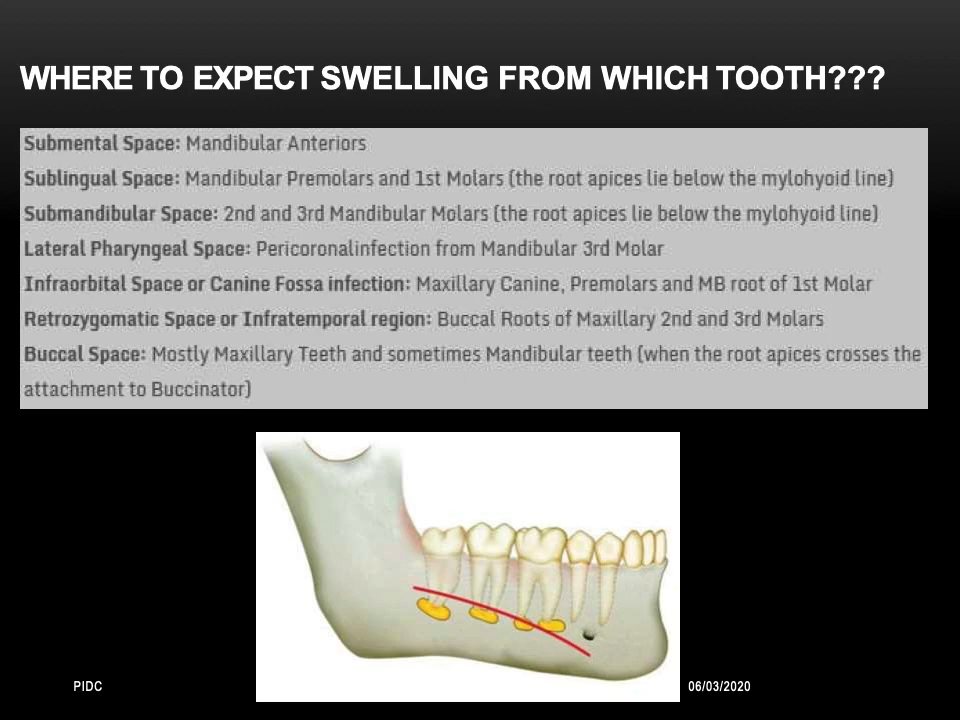 WHERE TO EXPECT SWELLING FROM WHICH TOOTH???
Submental Space: Mandibular Anteriors
Sublingual Space: Mandibular Premolars and 1st Molars (the root apices lie below the mylohyoid line)
Submandibular Space: 2nd and 3rd Mandibular Molars (the root apices lie below the mylohyoid line)
Lateral Pharyngeal Space: Pericoronalinfection from Mandibular 3rd Molar
Infraorbital Space or Canine Fossa infection: Maxillary Canine, Premolars and MB root of 1st Molar
Retrozygomatic Space or Infratemporal region: Buccal Roots of Maxillary 2nd and 3rd Molars
Buccal Space: Mostly Maxillary Teeth and sometimes Mandibular teeth (when the root apices crosses the
attachment to Buccinator)
PIDC
06/03/2020